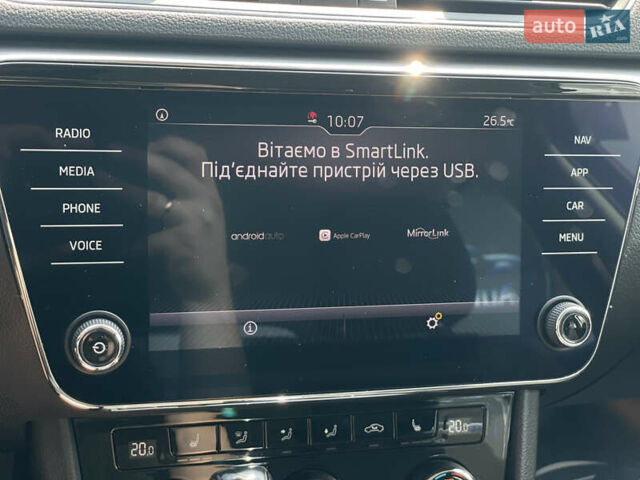 auto RIA
.com
10:07
26.5°C
RADIO
MEDIA
PHONE
VOICE
Вітаємо в SmartLink.
Під'єднайте пристрій через USB.
androidauto
Apple CarPlay
MirrorLink
NAV
APP
CAR
MENU
20.0
20.0